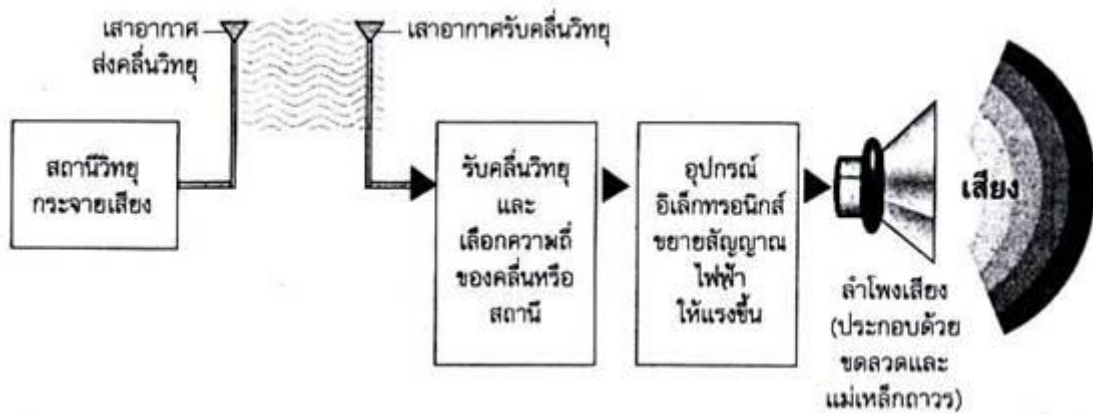 เสาอากาศ
ส่งคลื่นวิทยุ
เสาอากาศรับคลื่นวิทยุ
สถานีวิทยุ
กระจายเสียง
รับคลื่นวิทยุ
และ
เลือกความถี่
ของคลื่นหรือ
สถานี
อุปกรณ์
อิเล็กทรอนิกส์
ขยายสัญญาณ
ไฟฟ้า
ให้แรงขึ้น
เสียง
ลำโพงเสียง
(ประกอบด้วย
ขดลวดและ
แม่เหล็กถาวร)